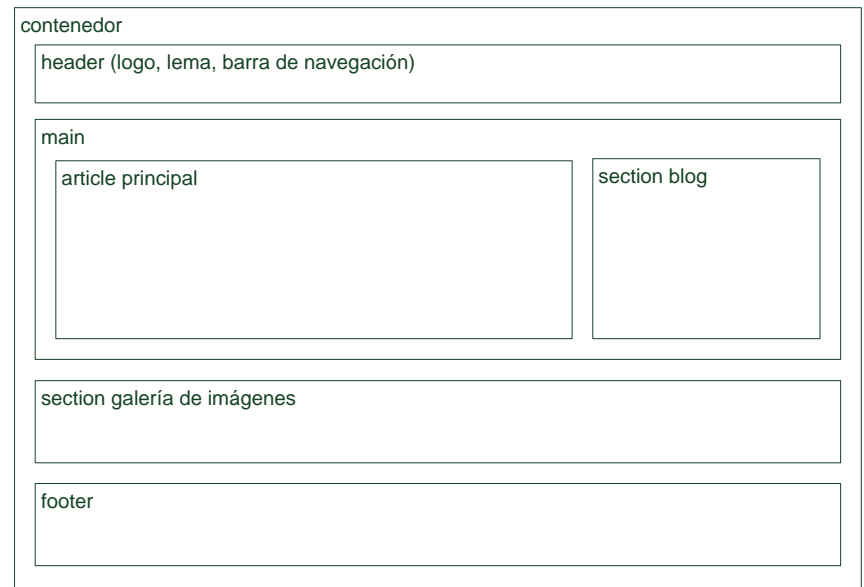 contenedor
header (logo, lema, barra de navegación)
main
article principal
section blog
section galería de imágenes
footer